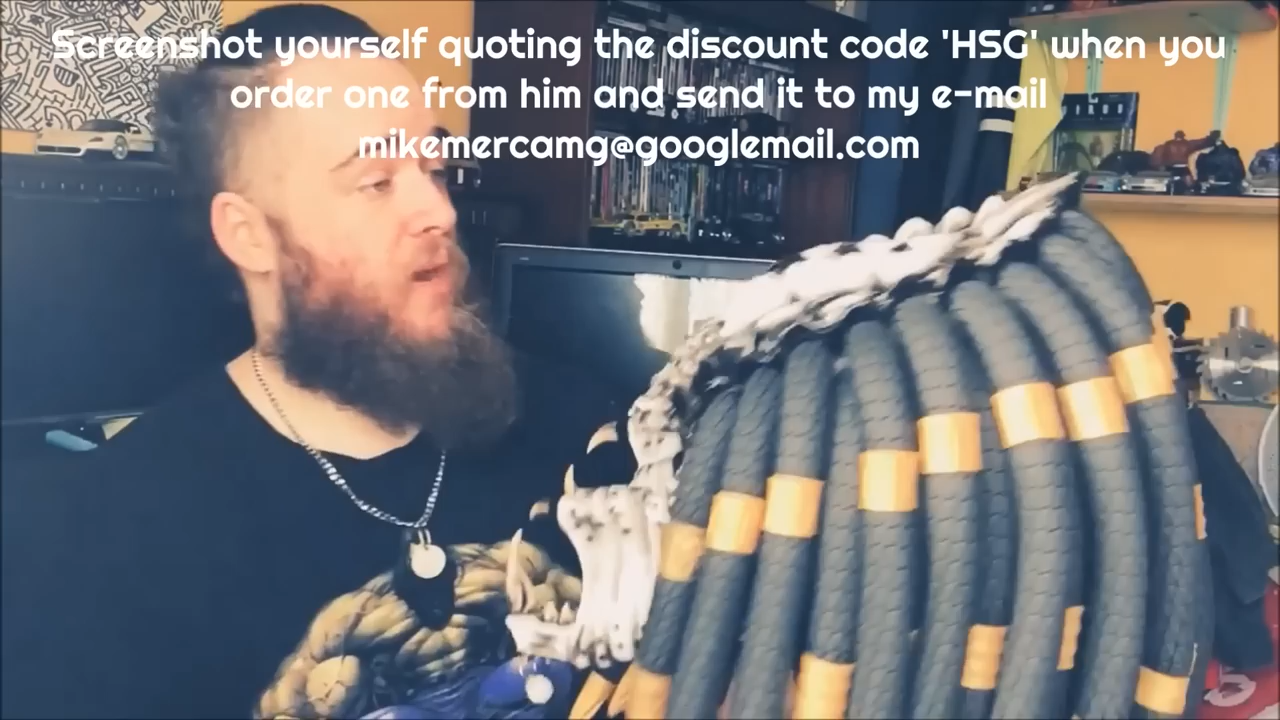 Screenshot yourself quoting the discount code 'HSG' when you
order one from him and send it to my e-mail
mikemercamg@googlemail.com